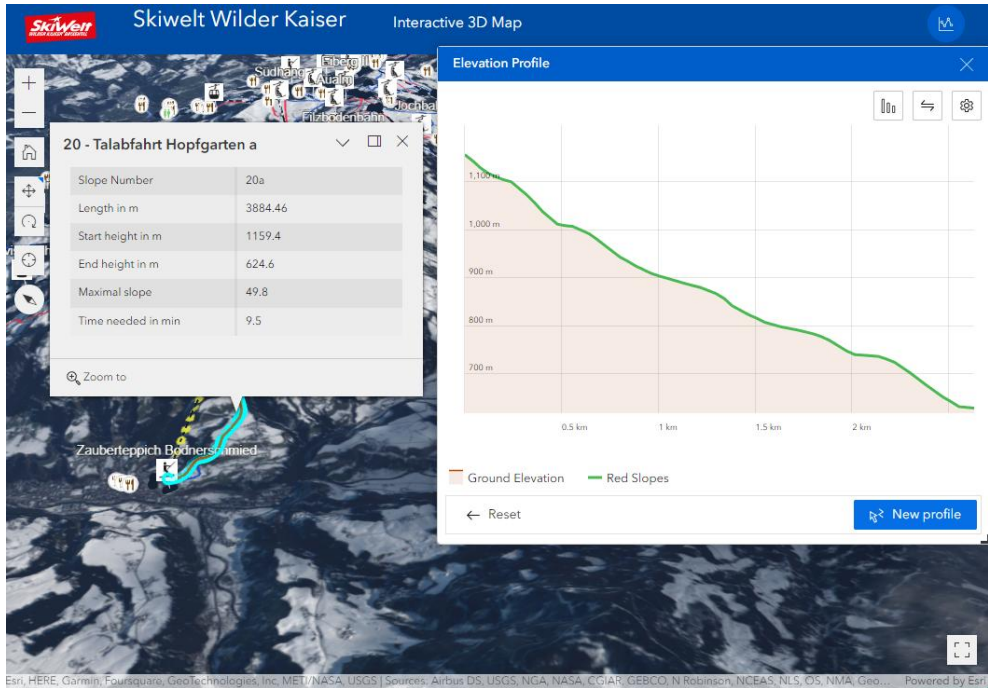 SkiWelt
WILDER KAISER BRIXENTAL
Skiwelt Wilder Kaiser
Interactive 3D Map
Elevation Profile
Eiberg
Sudhang
Aualm
Jochba
Filzbodenbahn
20 - Talabfahrt Hopfgarten a
Slope Number 20a
Length in m 3884.46
Start height in m 1159.4
End height in m 624.6
Maximal slope 49.8
Time needed in min 9.5
Zoom to
Zauberteppich Bodnerschmied
1,100 m
1,000 m
900 m
800 m
700 m
0.5 km 1 km 1.5 km 2 km
Ground Elevation Red Slopes
Reset
New profile
Esri, HERE, Garmin, Foursquare, GeoTechnologies, Inc, METI/NASA, USGS | Sources: Airbus DS, USGS, NGA, NASA, CGIAR, GEBCO, N Robinson, NCEAS, NLS, OS, NMA, Geo... Powered by Esri